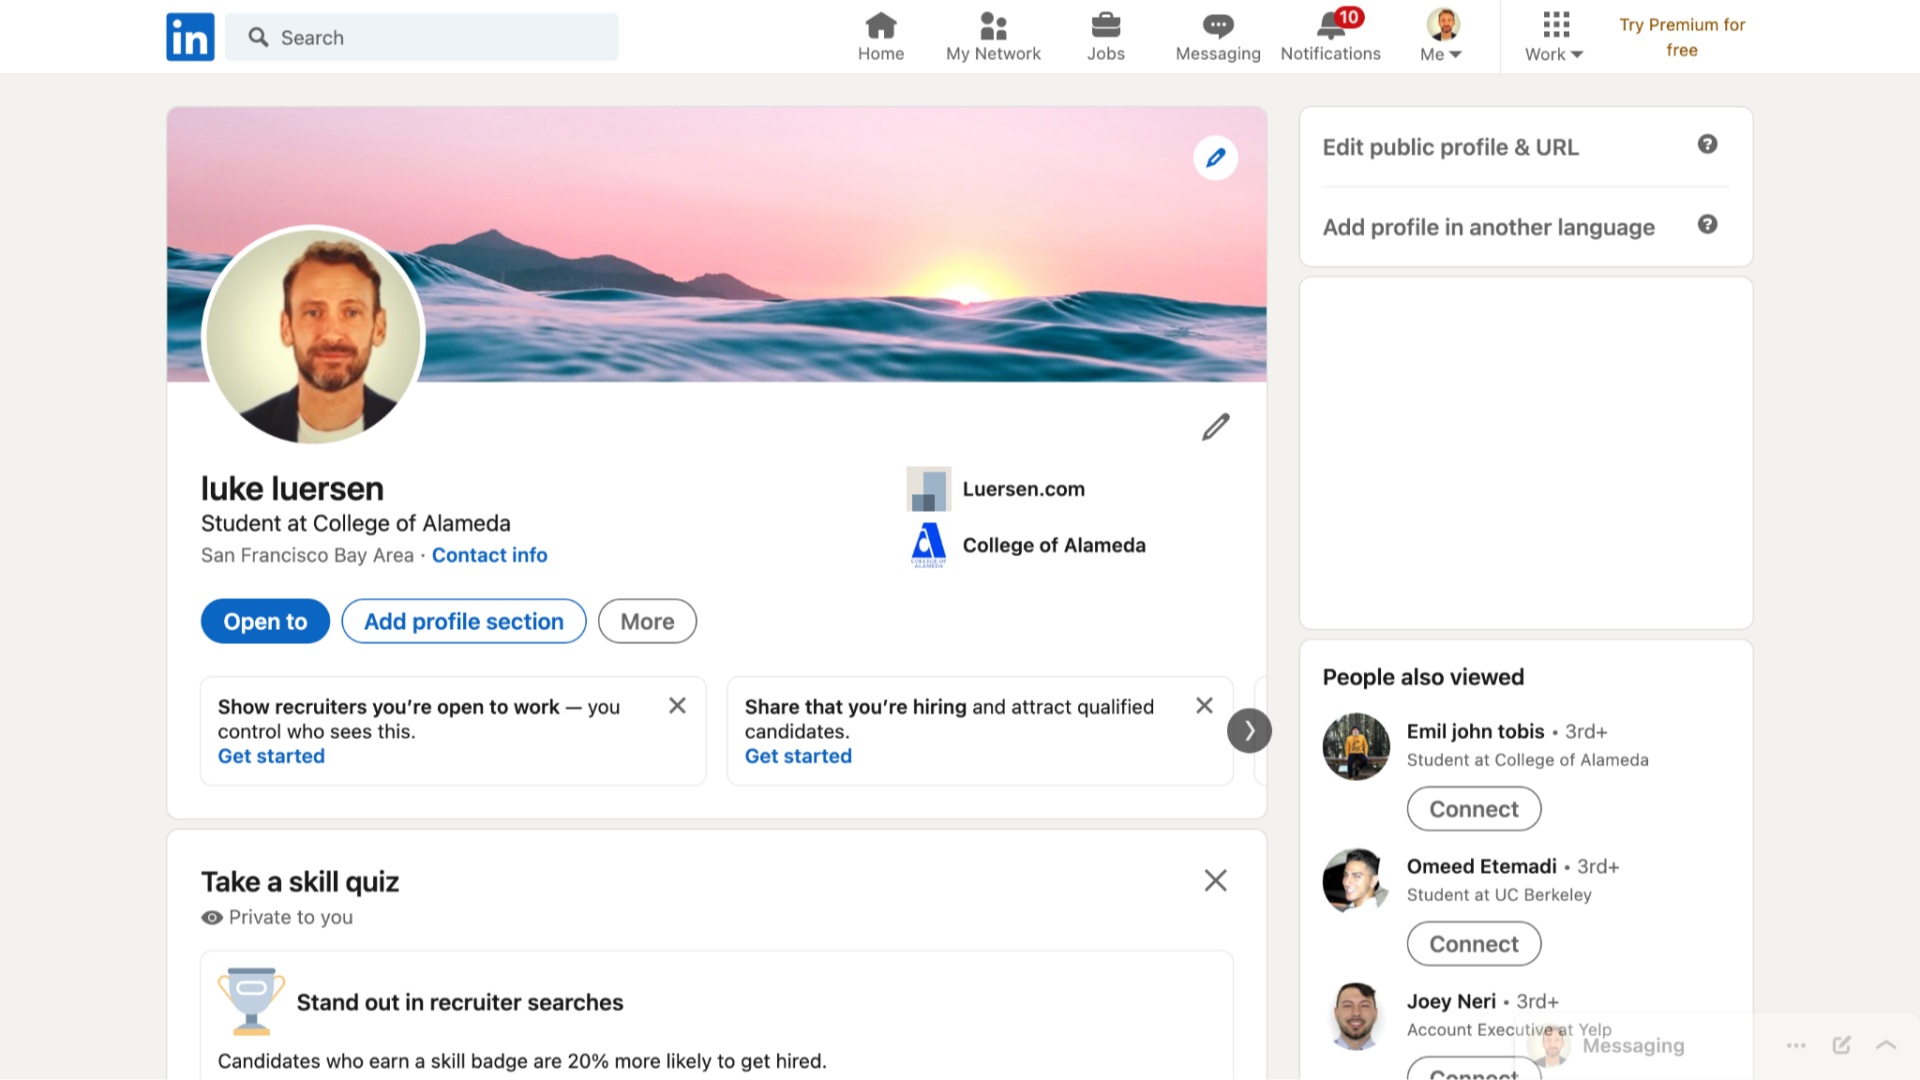 in
Search
Home
My Network
Jobs
Messaging
10
Notifications
Me
Work
Try Premium for
free
luke luersen
Student at College of Alameda
San Francisco Bay Area · Contact info
Luersen.com
College of Alameda
Open to
Add profile section
More
Show recruiters you’re open to work — you
control who sees this.
Get started
Share that you’re hiring and attract qualified
candidates.
Get started
Take a skill quiz
Private to you
Stand out in recruiter searches
Candidates who earn a skill badge are 20% more likely to get hired.
Edit public profile & URL
Add profile in another language
People also viewed
Emil john tobis • 3rd+
Student at College of Alameda
Connect
Omeed Etemadi • 3rd+
Student at UC Berkeley
Connect
Joey Neri • 3rd+
Account Executive at Yelp
Connect
Messaging